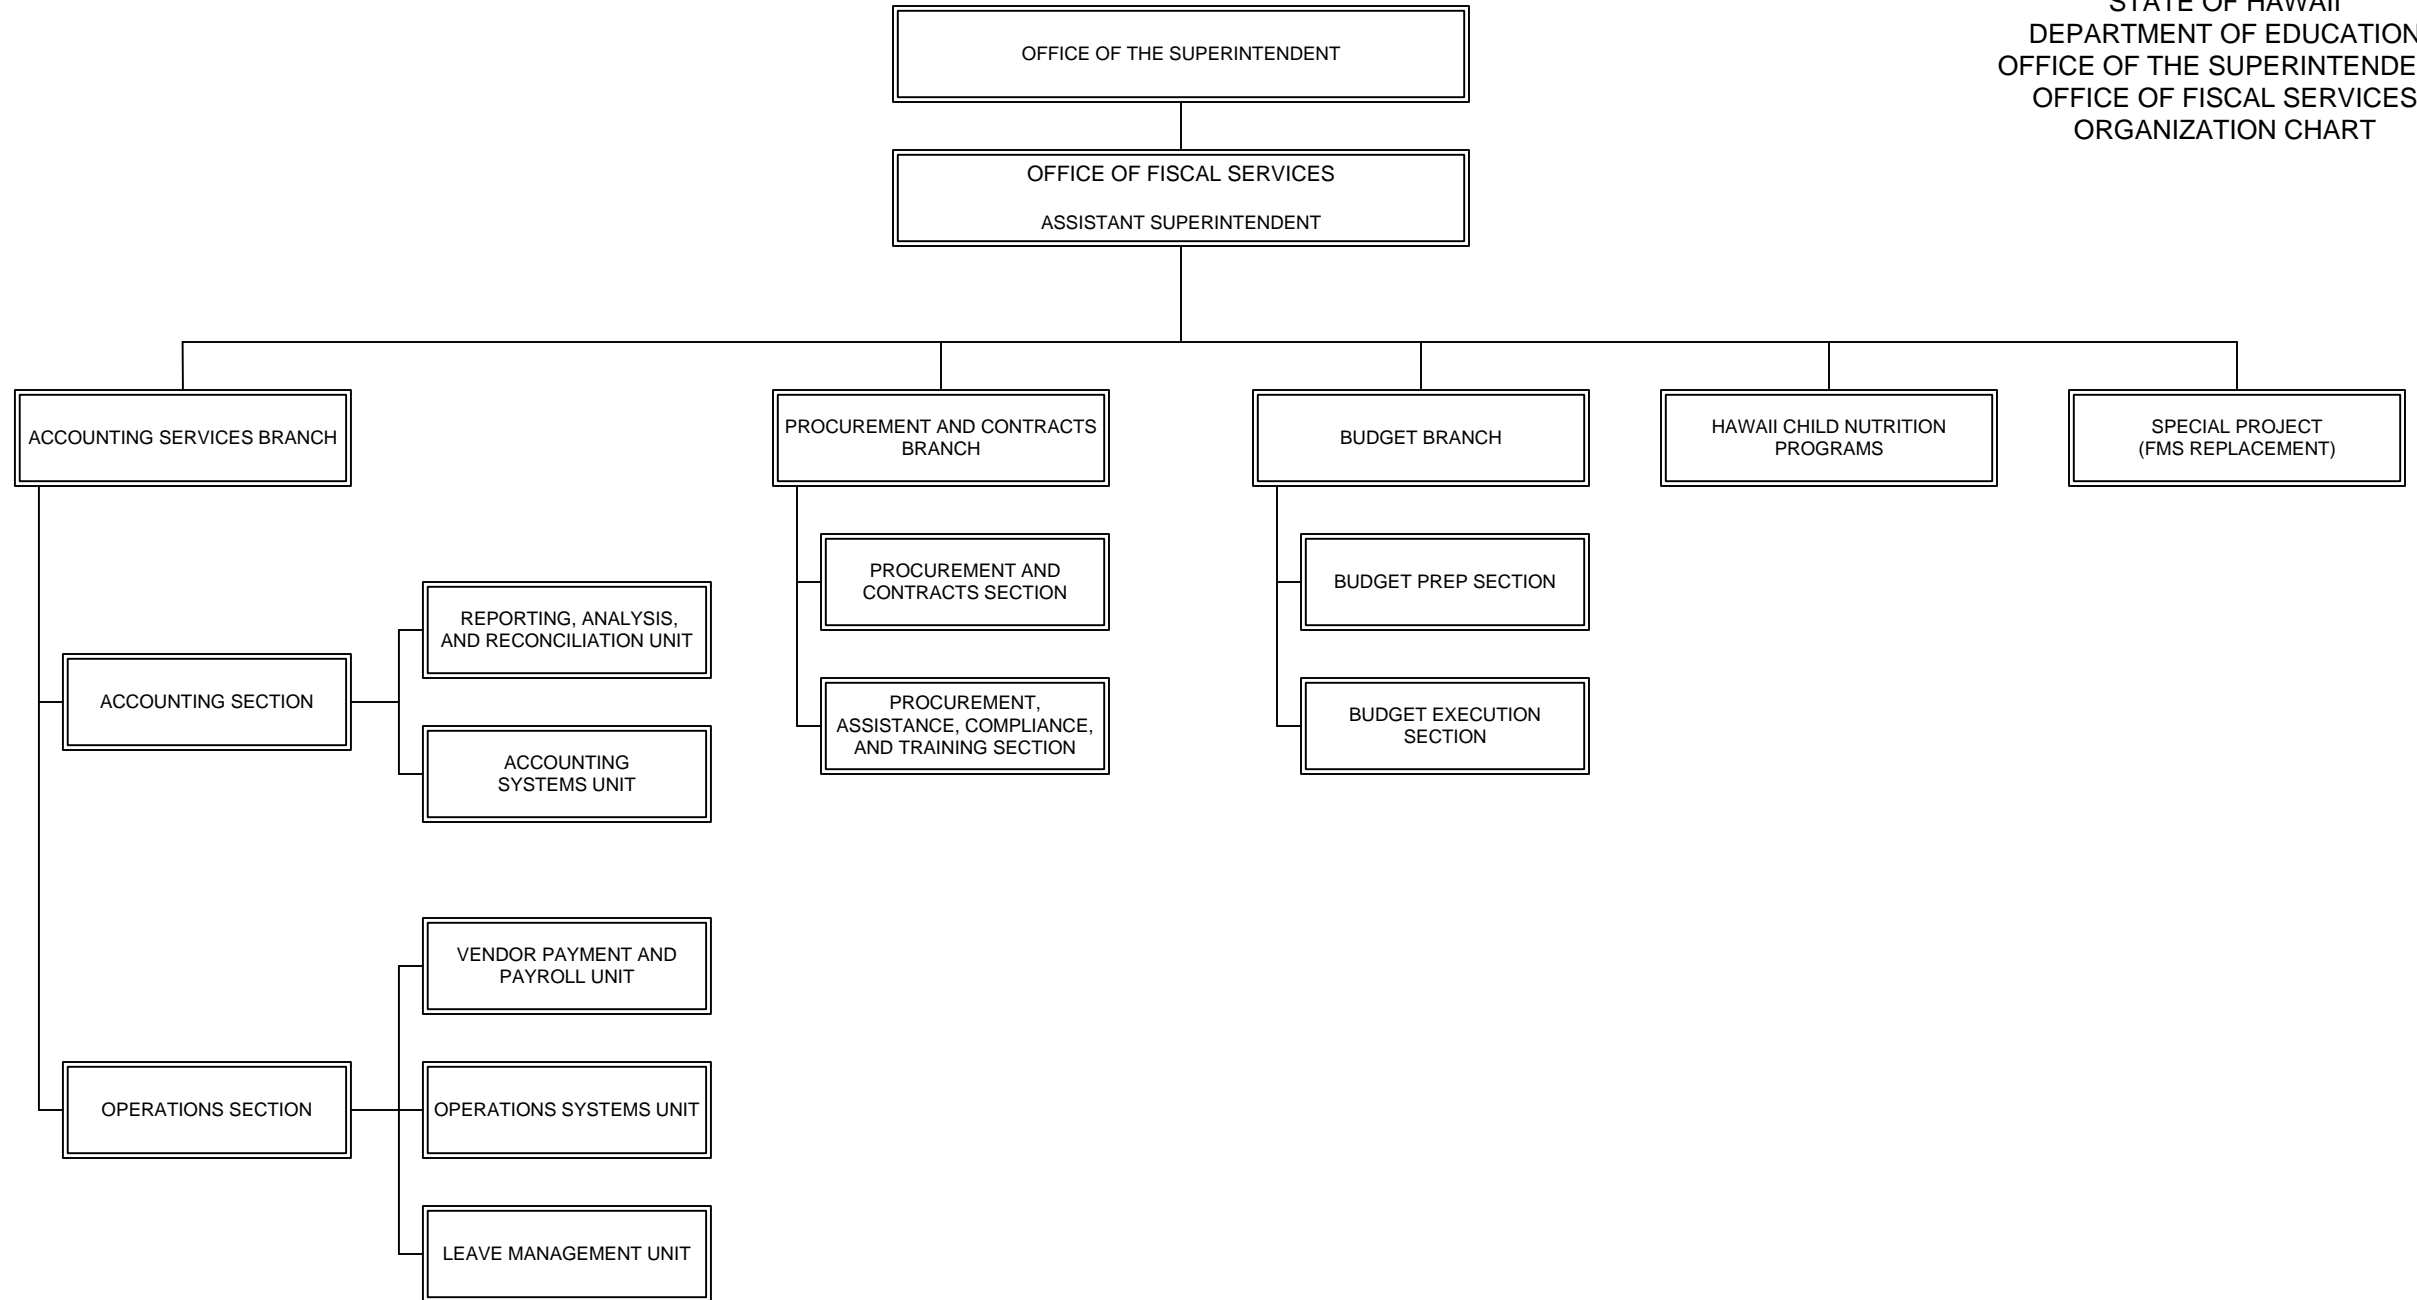 STATE OF HAWAII
DEPARTMENT OF EDUCATION
OFFICE OF THE SUPERINTENDE
OFFICE OF FISCAL SERVICES
ORGANIZATION CHART
OFFICE OF THE SUPERINTENDENT
OFFICE OF FISCAL SERVICES
ASSISTANT SUPERINTENDENT
ACCOUNTING SERVICES BRANCH
PROCUREMENT AND CONTRACTS
BRANCH
BUDGET BRANCH
HAWAII CHILD NUTRITION
PROGRAMS
SPECIAL PROJECT
(FMS REPLACEMENT)
PROCUREMENT AND
CONTRACTS SECTION
BUDGET PREP SECTION
REPORTING, ANALYSIS,
AND RECONCILIATION UNIT
ACCOUNTING SECTION
PROCUREMENT,
ASSISTANCE, COMPLIANCE,
AND TRAINING SECTION
BUDGET EXECUTION
SECTION
ACCOUNTING
SYSTEMS UNIT
VENDOR PAYMENT AND
PAYROLL UNIT
OPERATIONS SECTION
OPERATIONS SYSTEMS UNIT
LEAVE MANAGEMENT UNIT